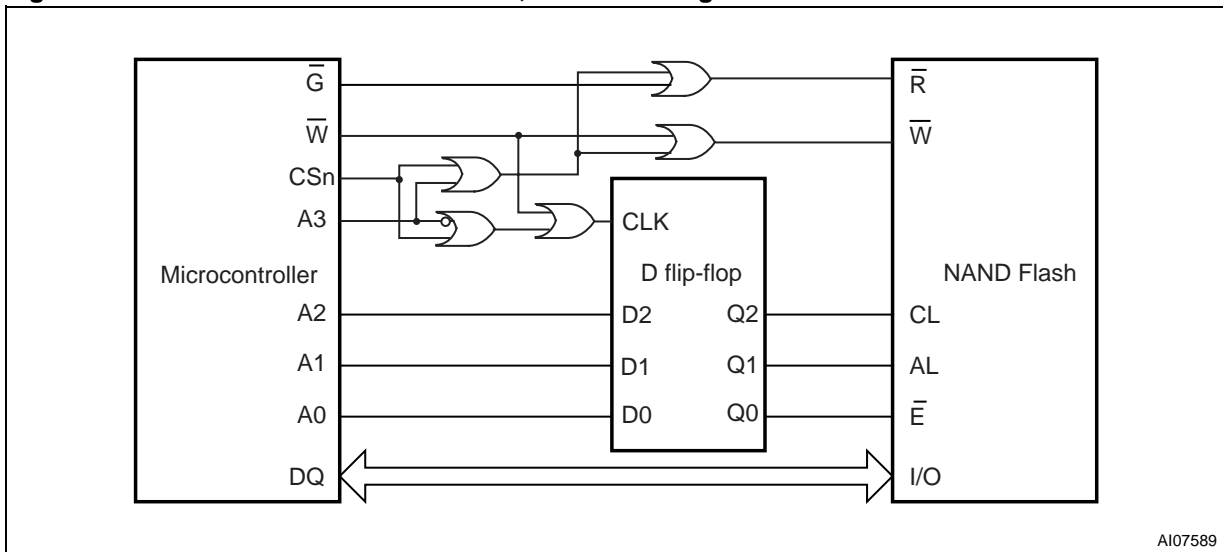 G̅
R̅
W̅
W̅
CSn
A3
CLK
D flip-flop
Microcontroller
NAND Flash
A2
D2
Q2
CL
A1
D1
Q1
AL
A0
D0
Q0
E̅
DQ
I/O
AI07589